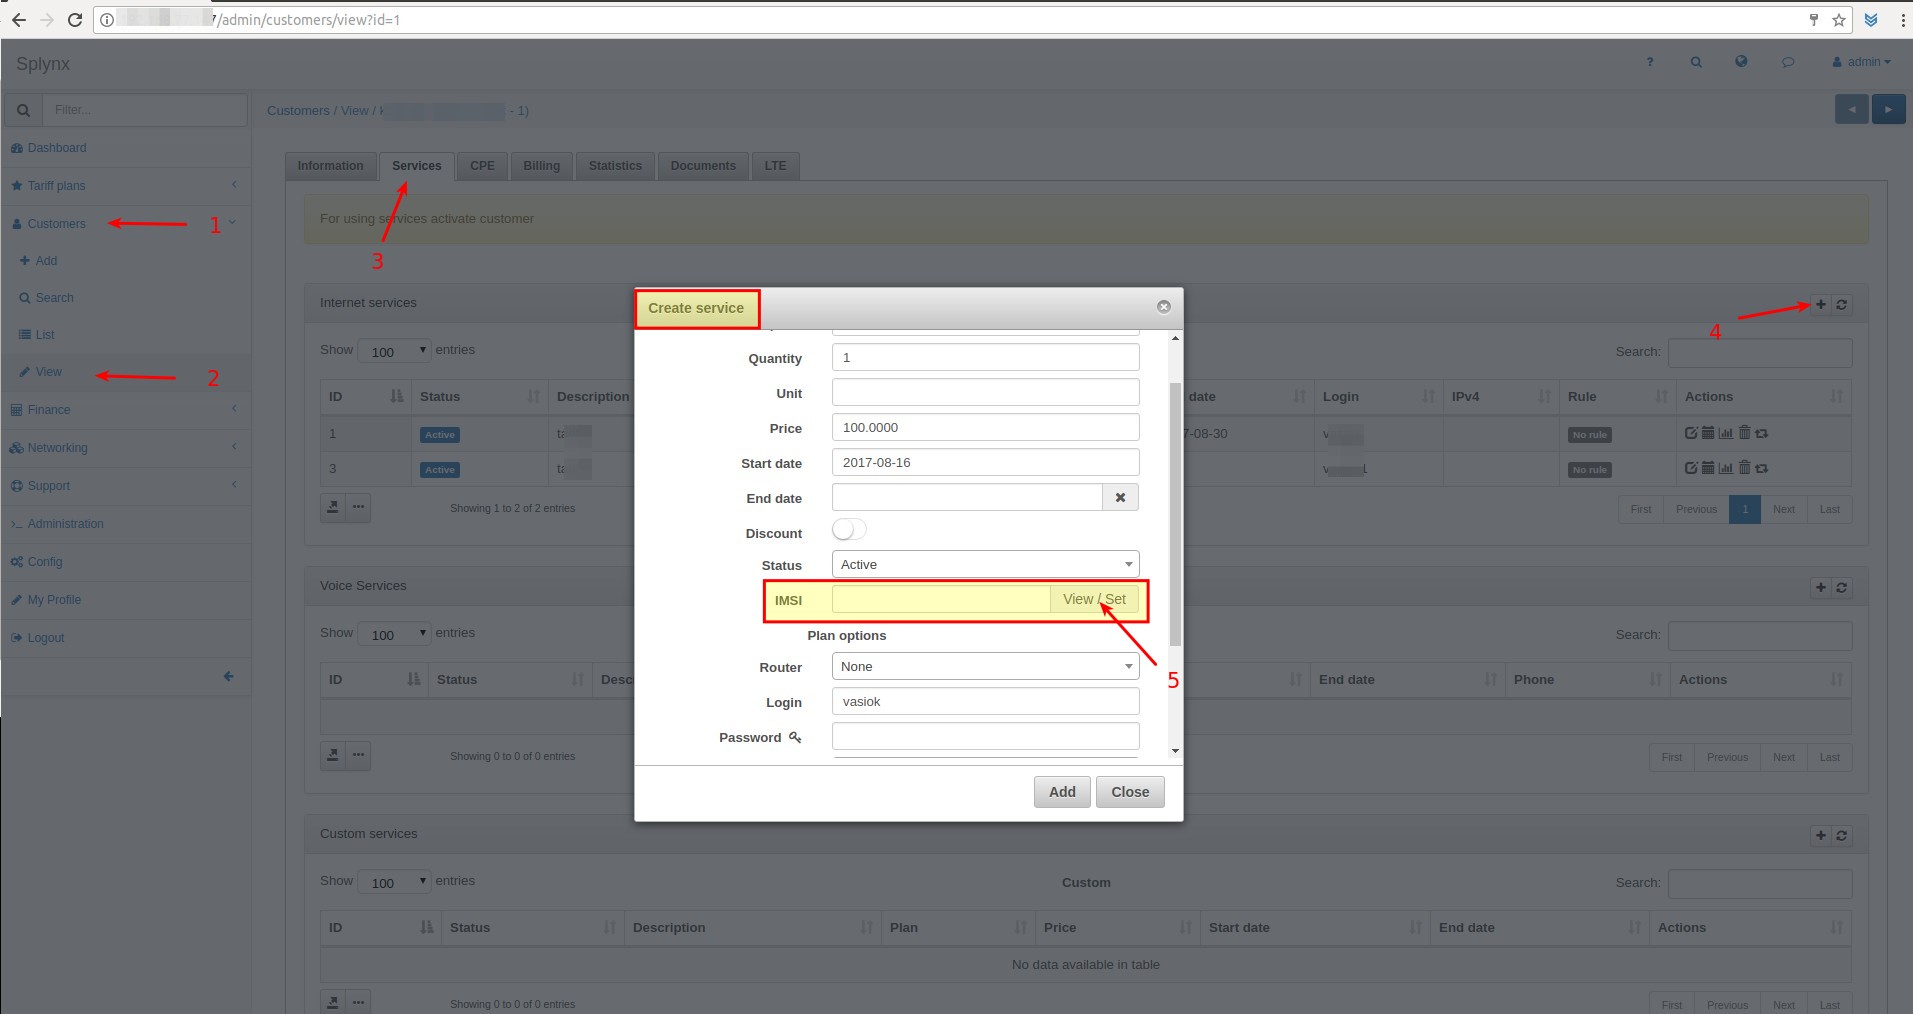 /admin/customers/view?id=1
Splynx
admin
Filter...
Customers / View / - 1)
Dashboard
Tariff plans
Customers
1
Add
Search
List
View
2
Finance
Networking
Support
Administration
Config
My Profile
Logout
Information Services CPE Billing Statistics Documents LTE
For using services activate customer
3
Internet services
4
Show 100 entries
Search:
ID Status Description date Login IPv4 Rule Actions
1 Active 7-08-30 No rule
3 Active No rule
Showing 1 to 2 of 2 entries
First Previous 1 Next Last
Voice Services
Show 100 entries
Search:
ID Status Desc End date Phone Actions
Showing 0 to 0 of 0 entries
First Previous Next Last
Create service
Quantity 1
Unit
Price 100.0000
Start date 2017-08-16
End date
Discount
Status Active
IMSI View / Set
5
Plan options
Router None
Login vasiok
Password
Add Close
Custom services
Show 100 entries
Custom
Search:
ID Status Description Plan Price Start date End date Actions
No data available in table
Showing 0 to 0 of 0 entries
First Previous Next Last